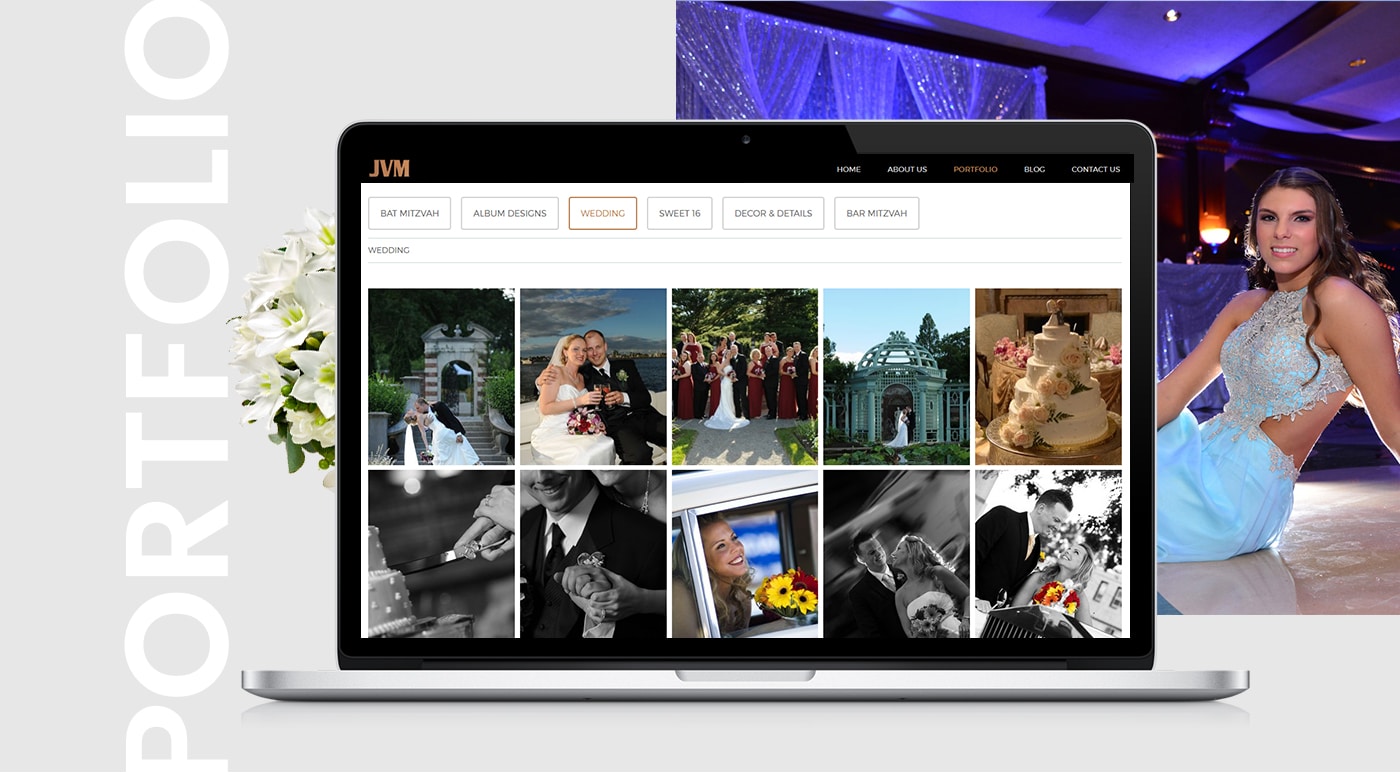 PORTFOLIO
JVM
HOME ABOUT US PORTFOLIO BLOG CONTACT US
BAT MITZVAH ALBUM DESIGNS WEDDING SWEET 16 DECOR & DETAILS BAR MITZVAH
WEDDING